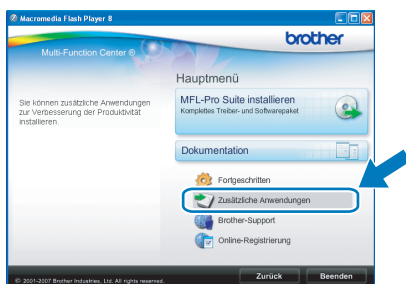 Macromedia Flash Player 8
brother
Multi-Function Center ®
Hauptmenü
Sie können zusätzliche Anwendungen
zur Verbesserung der Produktivität
installieren.
MFL-Pro Suite installieren
Komplettes Treiber- und Softwarepaket
Dokumentation
Fortgeschritten
Zusätzliche Anwendungen
Brother-Support
Online-Registrierung
© 2001-2007 Brother Industries, Ltd. All rights reserved.
Zurück
Beenden